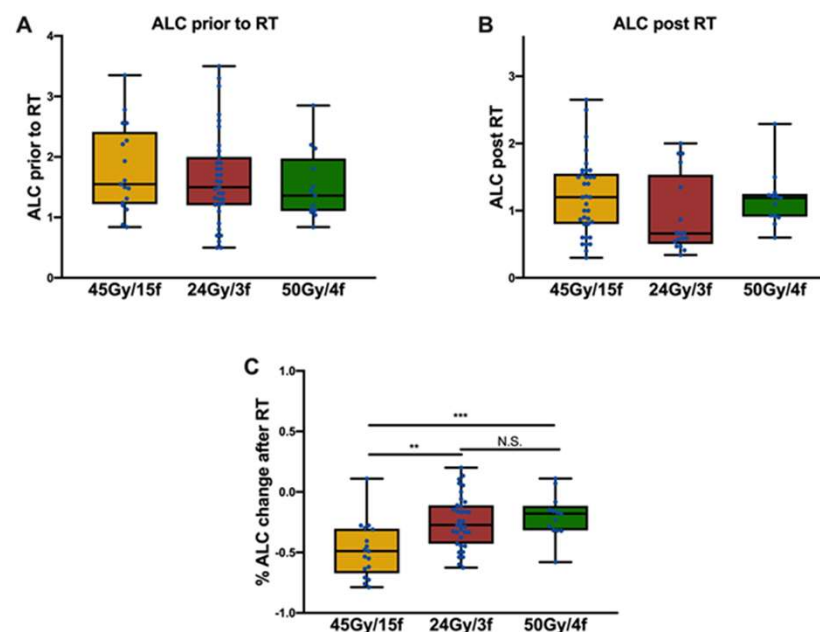 A
ALC prior to RT
ALC prior to RT
4
3
2
1
0
45Gy/15f 24Gy/3f 50Gy/4f
B
ALC post RT
ALC post RT
3
2
1
0
45Gy/15f 24Gy/3f 50Gy/4f
C
% ALC change after RT
1.0
0.5
0.0
-0.5
-1.0
***
**
N.S.
45Gy/15f 24Gy/3f 50Gy/4f